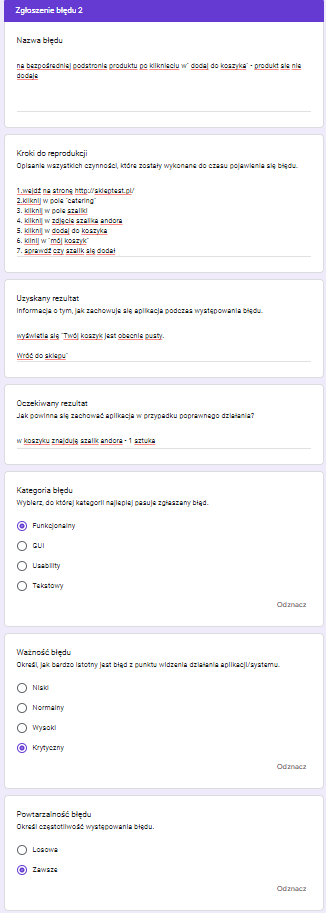 Zgłoszenie błędu 2
Nazwa błędu
na bezpośredniej podstronie produktu po kliknieciu w" dodaj do koszyka" - produkt sie nie
dodaje
Kroki do reprodukcji
Opisanie wszystkich czynności, które zostały wykonane do czasu pojawienia się błędu.
1.wejdź na stronę http://skleptest.pl/
2.kliknij w pole "catering"
3. kliknij w pole szaliki
4. kliknij w zdjęcie szalika andora
5. kliknij w dodaj do koszyka
6. klinij w "mój koszyk"
7. sprawdź czy szalik się dodał
Uzyskany rezultat
Informacja o tym, jak zachowuje się aplikacja podczas występowania błędu.
wyświetla się "Twój koszyk jest obecnie pusty.
Wróć do sklepu"
Oczekiwany rezultat
Jak powinna się zachować aplikacja w przypadku poprawnego działania?
w koszyku znajduję szalik andora - 1 sztuka
Kategoria błędu
Wybierz, do której kategorii najlepiej pasuje zgłaszany błąd.
Funkcjonalny
GUI
Usability
Tekstowy
Odznacz
Ważność błędu
Określ, jak bardzo istotny jest błąd z punktu widzenia działania aplikacji/systemu.
Niski
Normalny
Wysoki
Krytyczny
Odznacz
Powtarzalność błędu
Określ częstotliwość występowania błędu.
Losowa
Zawsze
Odznacz